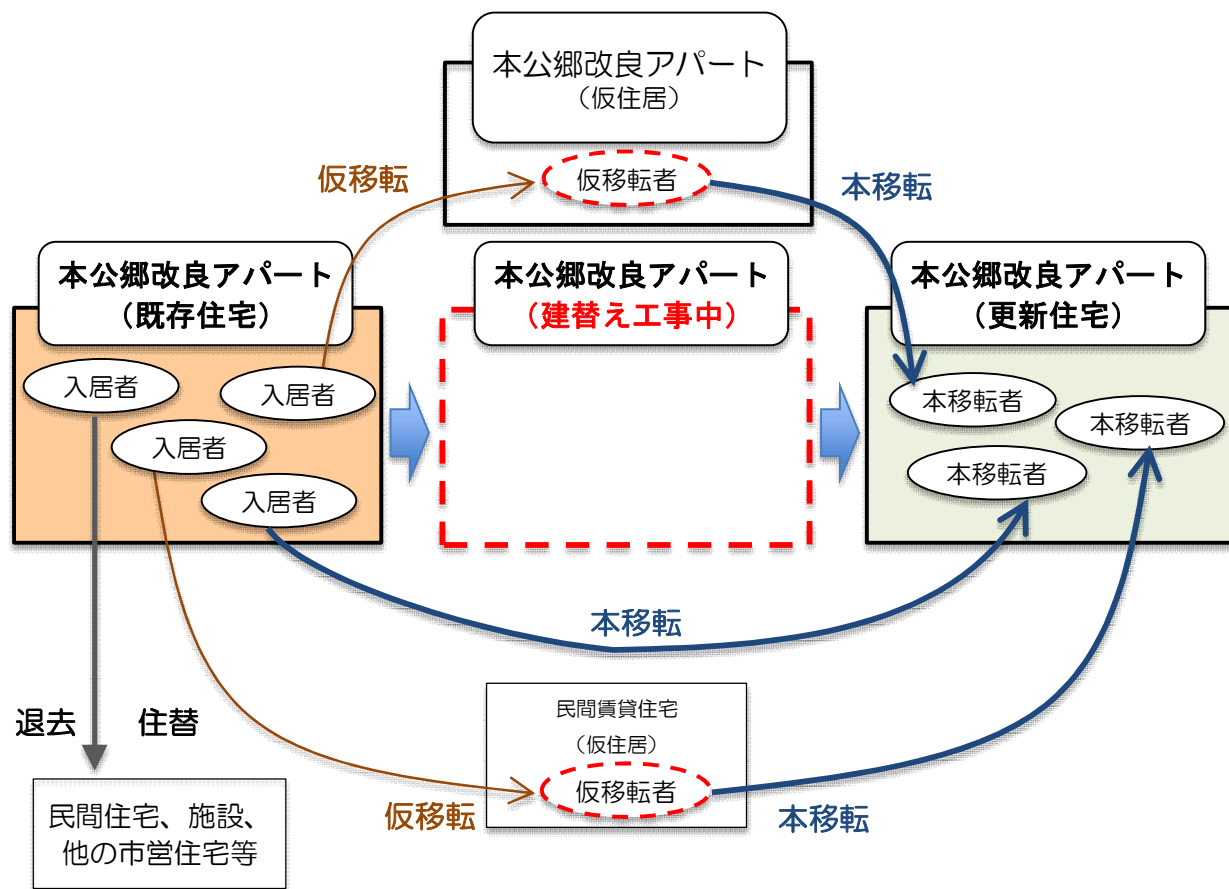 本公郷改良アパート
（仮住居）
仮移転者
仮移転
本移転
本公郷改良アパート
（既存住宅）
入居者
入居者
入居者
入居者
本公郷改良アパート
（建替え工事中）
本公郷改良アパート
（更新住宅）
本移転者
本移転者
本移転者
本移転
退去
住替
民間住宅、施設、
他の市営住宅等
民間賃貸住宅
（仮住居）
仮移転者
仮移転
本移転